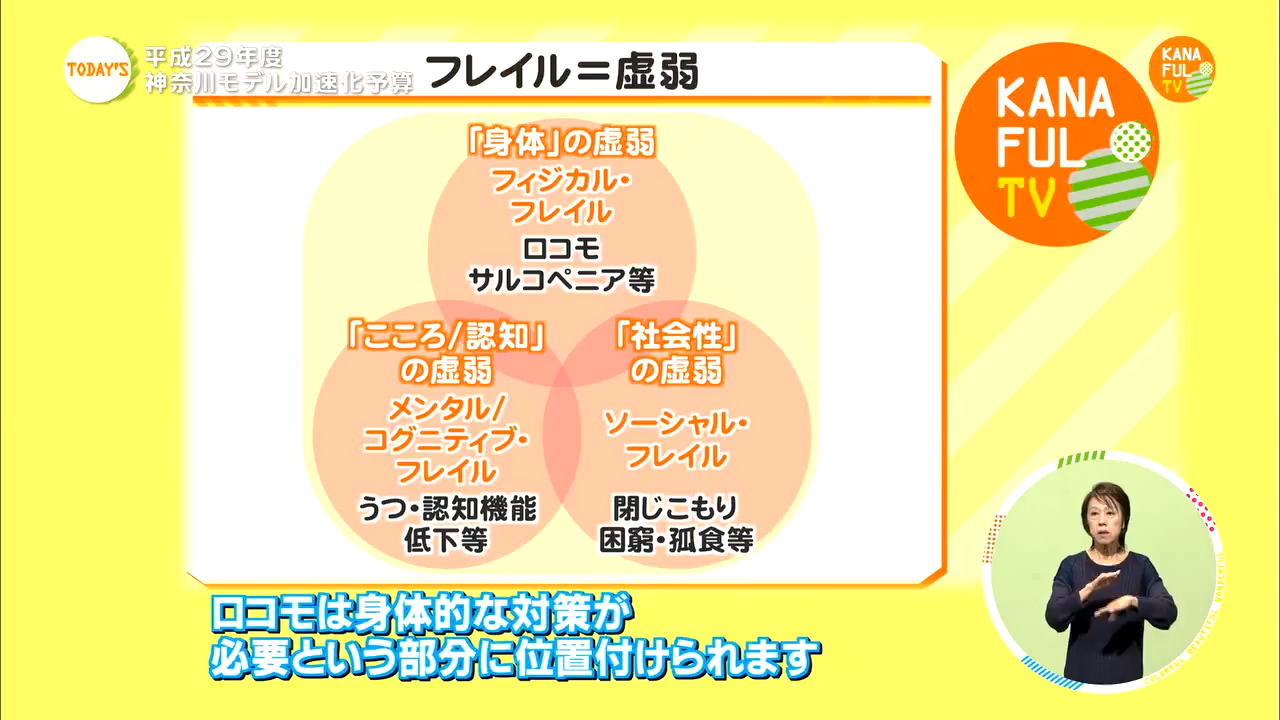 TODAY'S
平成29年度
神奈川モデル加速化予算
フレイル＝虚弱
KANA
FUL
TV
KANA
FUL
TV
「身体」の虚弱
フィジカル・
フレイル
ロコモ
サルコペニア等
「こころ/認知」
の虚弱
メンタル/
コグニティブ・
フレイル
うつ・認知機能
低下等
「社会性」
の虚弱
ソーシャル・
フレイル
閉じこもり
困窮・孤食等
ロコモは身体的な対策が
必要という部分に位置付けられます